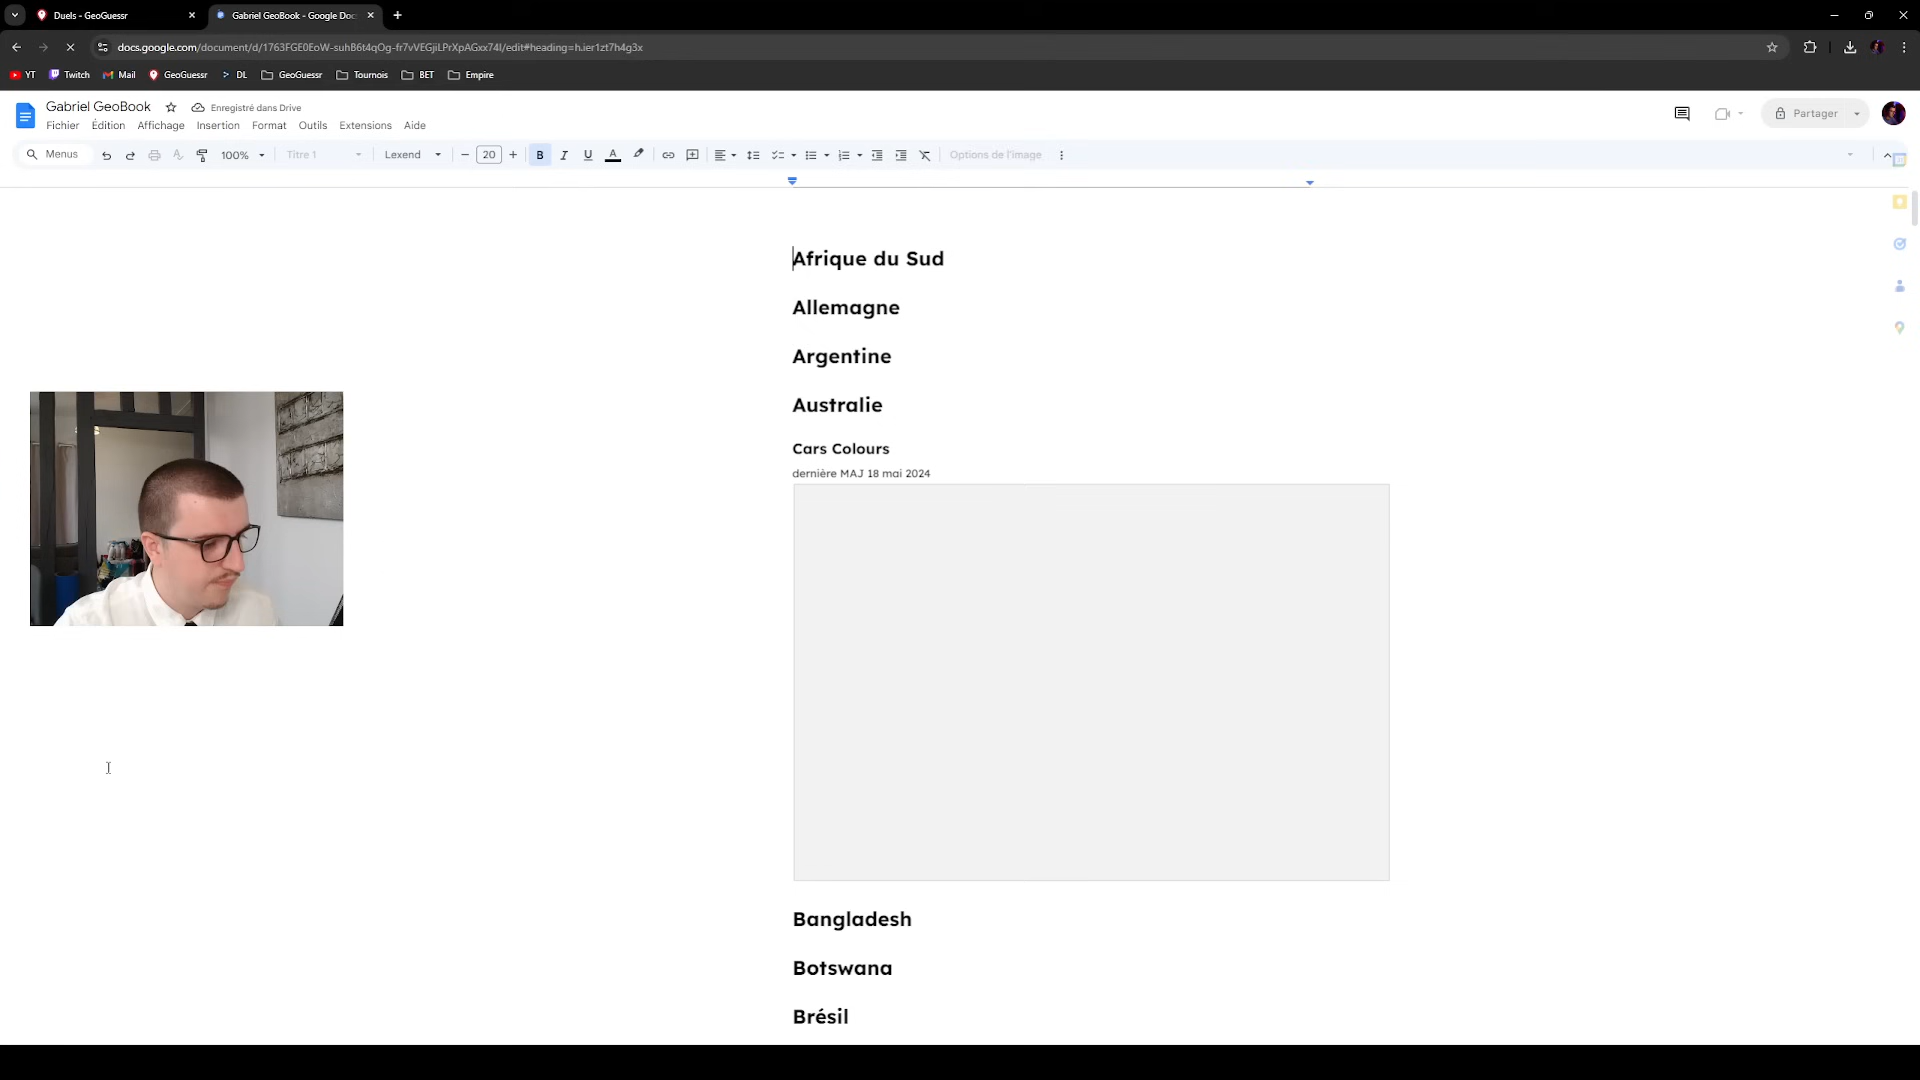 Duels - GeoGuessr
Gabriel GeoBook - Google Doc
docs.google.com/document/d/1763FGE0EoW-suhB6t4qOg-fr7vVEGjiLPrXpAGxx74I/edit#heading=h.ier1zt7h4g3x
YT Twitch Mail GeoGuessr DL GeoGuessr Tournois BET Empire
Gabriel GeoBook Enregistré dans Drive
Fichier Édition Affichage Insertion Format Outils Extensions Aide
Partager
Menus 100% Titre 1 Lexend 20 B I U A Options de l'image
Afrique du Sud
Allemagne
Argentine
Australie
Cars Colours
dernière MAJ 18 mai 2024
Bangladesh
Botswana
Brésil